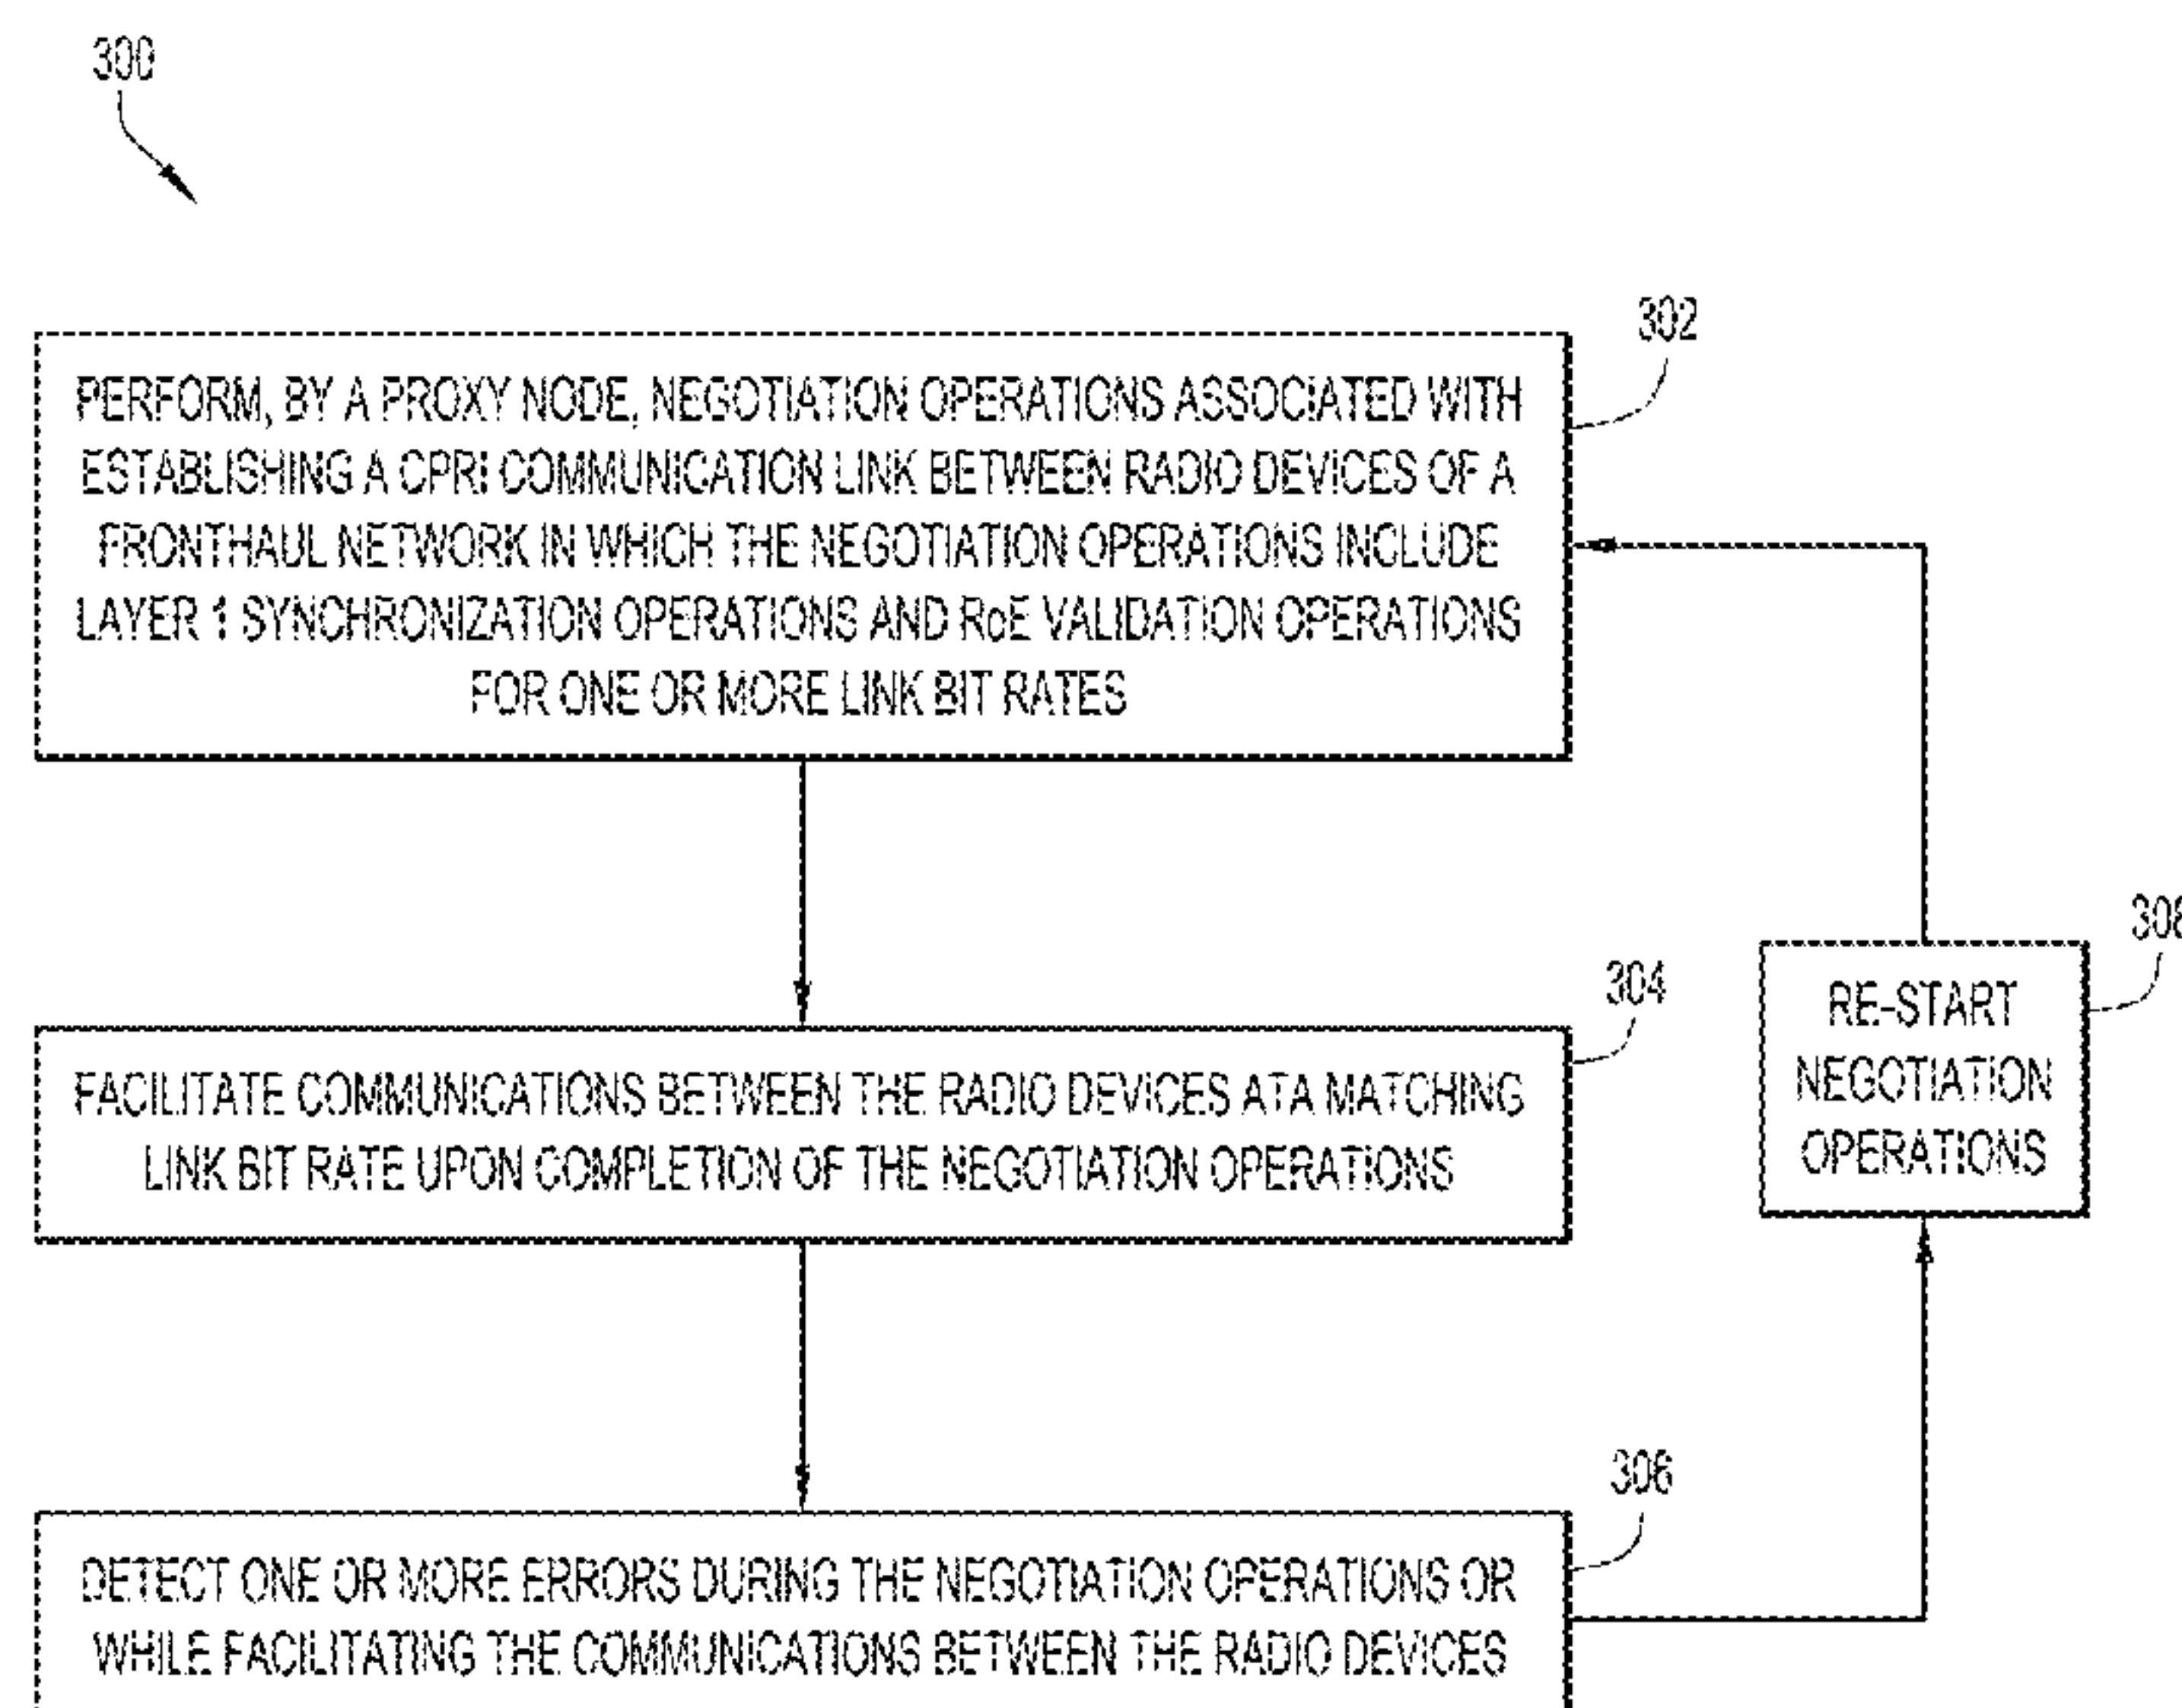 300
302
PERFORM, BY A PROXY NODE, NEGOTIATION OPERATIONS ASSOCIATED WITH
ESTABLISHING A CPRI COMMUNICATION LINK BETWEEN RADIO DEVICES OF A
FRONTHAUL NETWORK IN WHICH THE NEGOTIATION OPERATIONS INCLUDE
LAYER 1 SYNCHRONIZATION OPERATIONS AND RoE VALIDATION OPERATIONS
FOR ONE OR MORE LINK BIT RATES
304
FACILITATE COMMUNICATIONS BETWEEN THE RADIO DEVICES ATA MATCHING
LINK BIT RATE UPON COMPLETION OF THE NEGOTIATION OPERATIONS
308
RE-START
NEGOTIATION
OPERATIONS
306
DETECT ONE OR MORE ERRORS DURING THE NEGOTIATION OPERATIONS OR
WHILE FACILITATING THE COMMUNICATIONS BETWEEN THE RADIO DEVICES